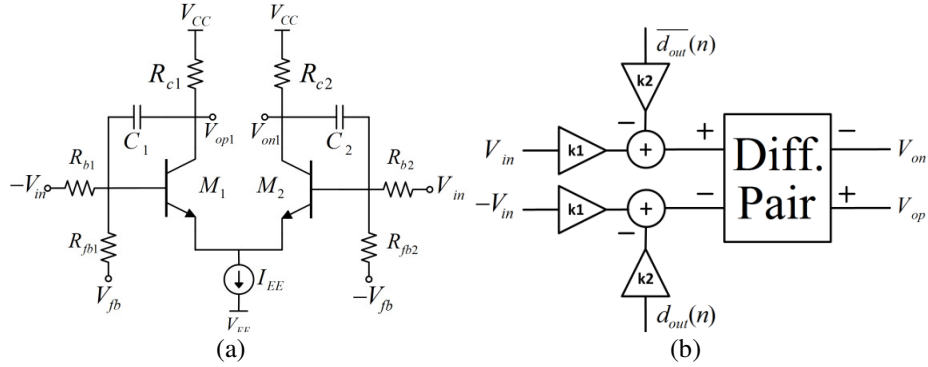 V_CC
V_CC
R_c1
R_c2
C_1
V_op1
V_on1
C_2
R_b1
R_b2
-V_in
M_1
M_2
V_in
R_fb1
R_fb2
V_fb
I_EE
-V_fb
V_EE
(a)
\overline{d_out}(n)
k2
−
V_in
k1
+
+
Diff.
Pair
−
V_on
-V_in
k1
+
−
+
V_op
−
k2
d_out(n)
(b)